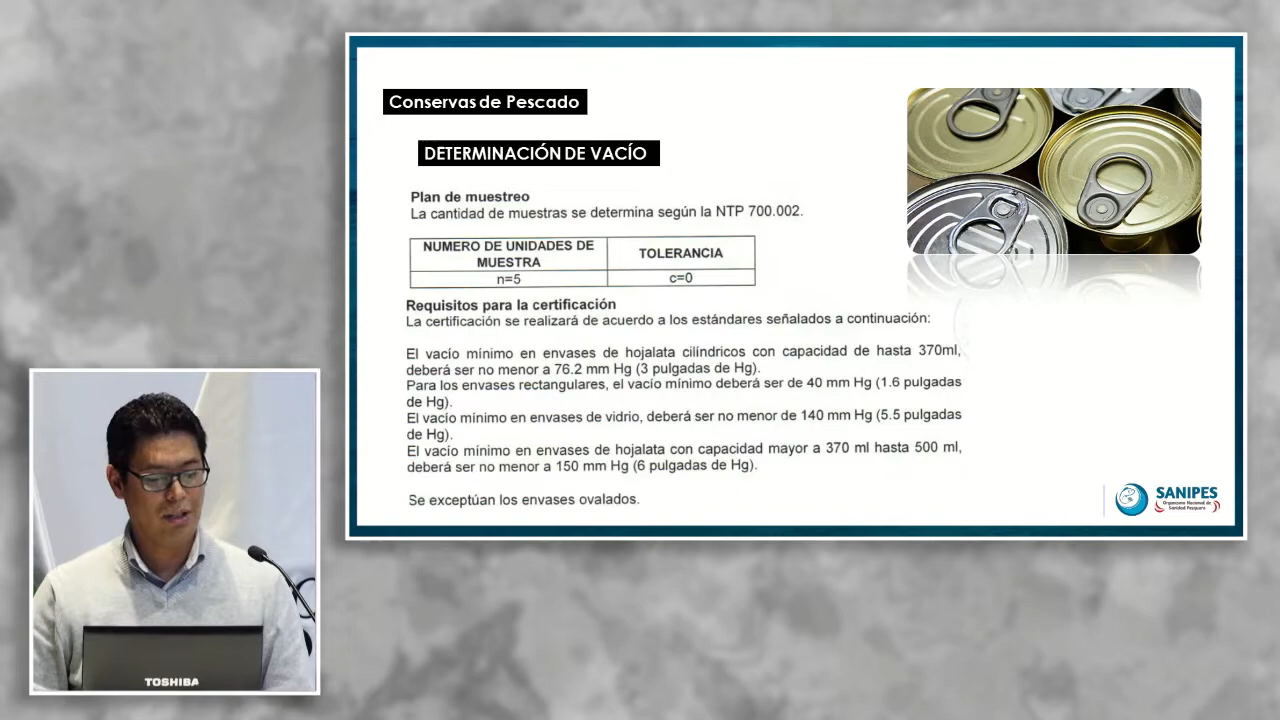 Conservas de Pescado
DETERMINACIÓN DE VACÍO
Plan de muestreo
La cantidad de muestras se determina según la NTP 700.002.
NUMERO DE UNIDADES DE
MUESTRA
TOLERANCIA
n=5
c=0
Requisitos para la certificación
La certificación se realizará de acuerdo a los estándares señalados a continuación:
El vacío mínimo en envases de hojalata cilíndricos con capacidad de hasta 370ml,
deberá ser no menor a 76.2 mm Hg (3 pulgadas de Hg).
Para los envases rectangulares, el vacío mínimo deberá ser de 40 mm Hg (1.6 pulgadas
de Hg).
El vacío mínimo en envases de vidrio, deberá ser no menor de 140 mm Hg (5.5 pulgadas
de Hg).
El vacío mínimo en envases de hojalata con capacidad mayor a 370 ml hasta 500 ml,
deberá ser no menor a 150 mm Hg (6 pulgadas de Hg).
Se exceptúan los envases ovalados.
SANIPES
Organismo Nacional de
Sanidad Pesquera
TOSHIBA